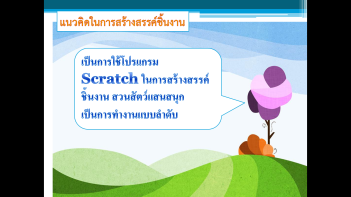 แนวคิดในการสร้างสรรค์ชิ้นงาน
เป็นการใช้โปรแกรม
Scratch ในการสร้างสรรค์
ชิ้นงาน สวนสัตว์แสนสนุก
เป็นการทำงานแบบลำดับ